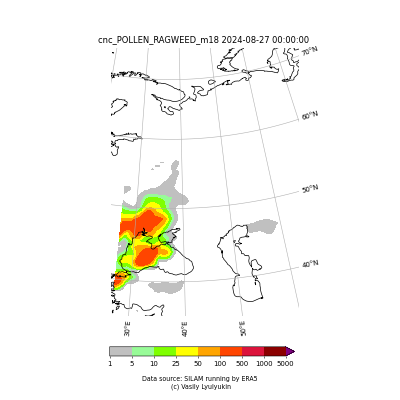 cnc_POLLEN_RAGWEED_m18 2024-08-27 00:00:00
70°N
60°N
50°N
40°N
30°E
40°E
50°E
1 5 10 25 50 100 500 1000 5000
Data source: SILAM running by ERA5
(c) Vasily Lyulyukin